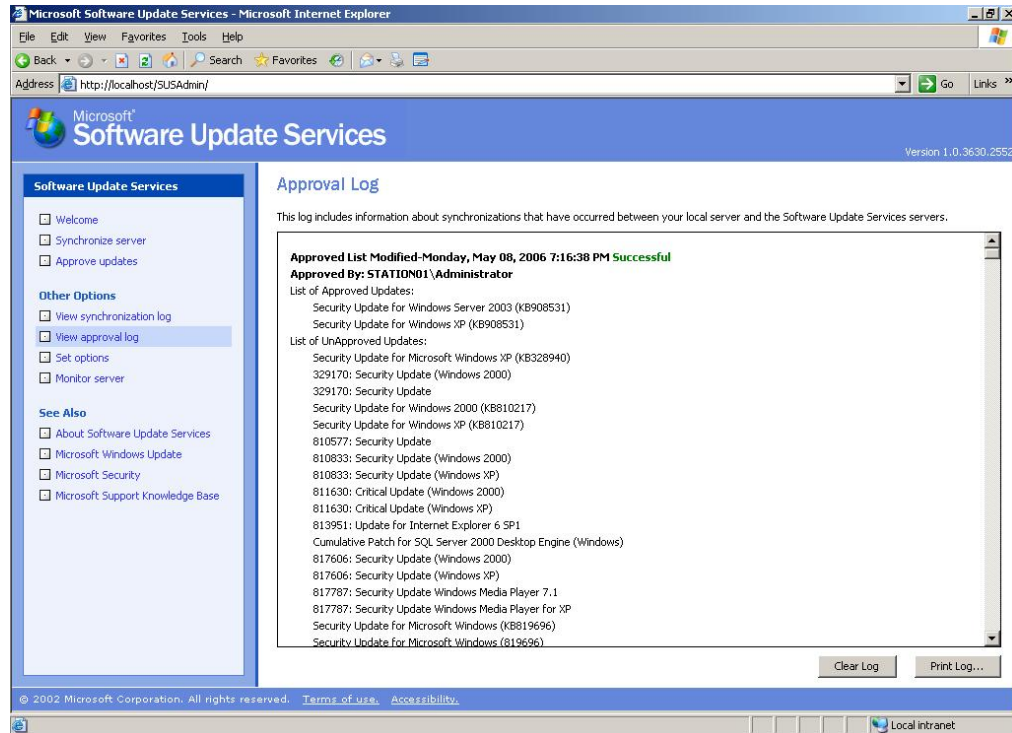 Microsoft Software Update Services - Microsoft Internet Explorer
File Edit View Favorites Tools Help
Back Search Favorites
Address http://localhost/SUSAdmin/ Go Links »
Microsoft
Software Update Services
Version 1.0.3630.2552
Software Update Services
Welcome
Synchronize server
Approve updates
Other Options
View synchronization log
View approval log
Set options
Monitor server
See Also
About Software Update Services
Microsoft Windows Update
Microsoft Security
Microsoft Support Knowledge Base
Approval Log
This log includes information about synchronizations that have occurred between your local server and the Software Update Services servers.
Approved List Modified-Monday, May 08, 2006 7:16:38 PM Successful
Approved By: STATION01\Administrator
List of Approved Updates:
Security Update for Windows Server 2003 (KB908531)
Security Update for Windows XP (KB908531)
List of UnApproved Updates:
Security Update for Microsoft Windows XP (KB328940)
329170: Security Update (Windows 2000)
329170: Security Update
Security Update for Windows 2000 (KB810217)
Security Update for Windows XP (KB810217)
810577: Security Update
810833: Security Update (Windows 2000)
810833: Security Update (Windows XP)
811630: Critical Update (Windows 2000)
811630: Critical Update (Windows XP)
813951: Update for Internet Explorer 6 SP1
Cumulative Patch for SQL Server 2000 Desktop Engine (Windows)
817606: Security Update (Windows 2000)
817606: Security Update (Windows XP)
817787: Security Update Windows Media Player 7.1
817787: Security Update Windows Media Player for XP
Security Update for Microsoft Windows (KB819696)
Security Update for Microsoft Windows (819696)
Clear Log Print Log...
© 2002 Microsoft Corporation. All rights reserved. Terms of use. Accessibility.
Local intranet